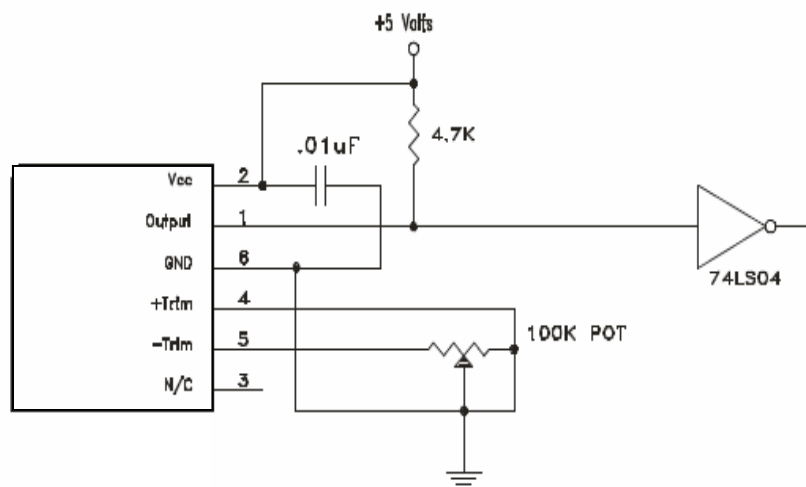 +5 Volts
4.7K
.01uF
Vcc 2
Output 1
GND 6
+Trim 4
-Trim 5
N/C 3
100K POT
74LS04